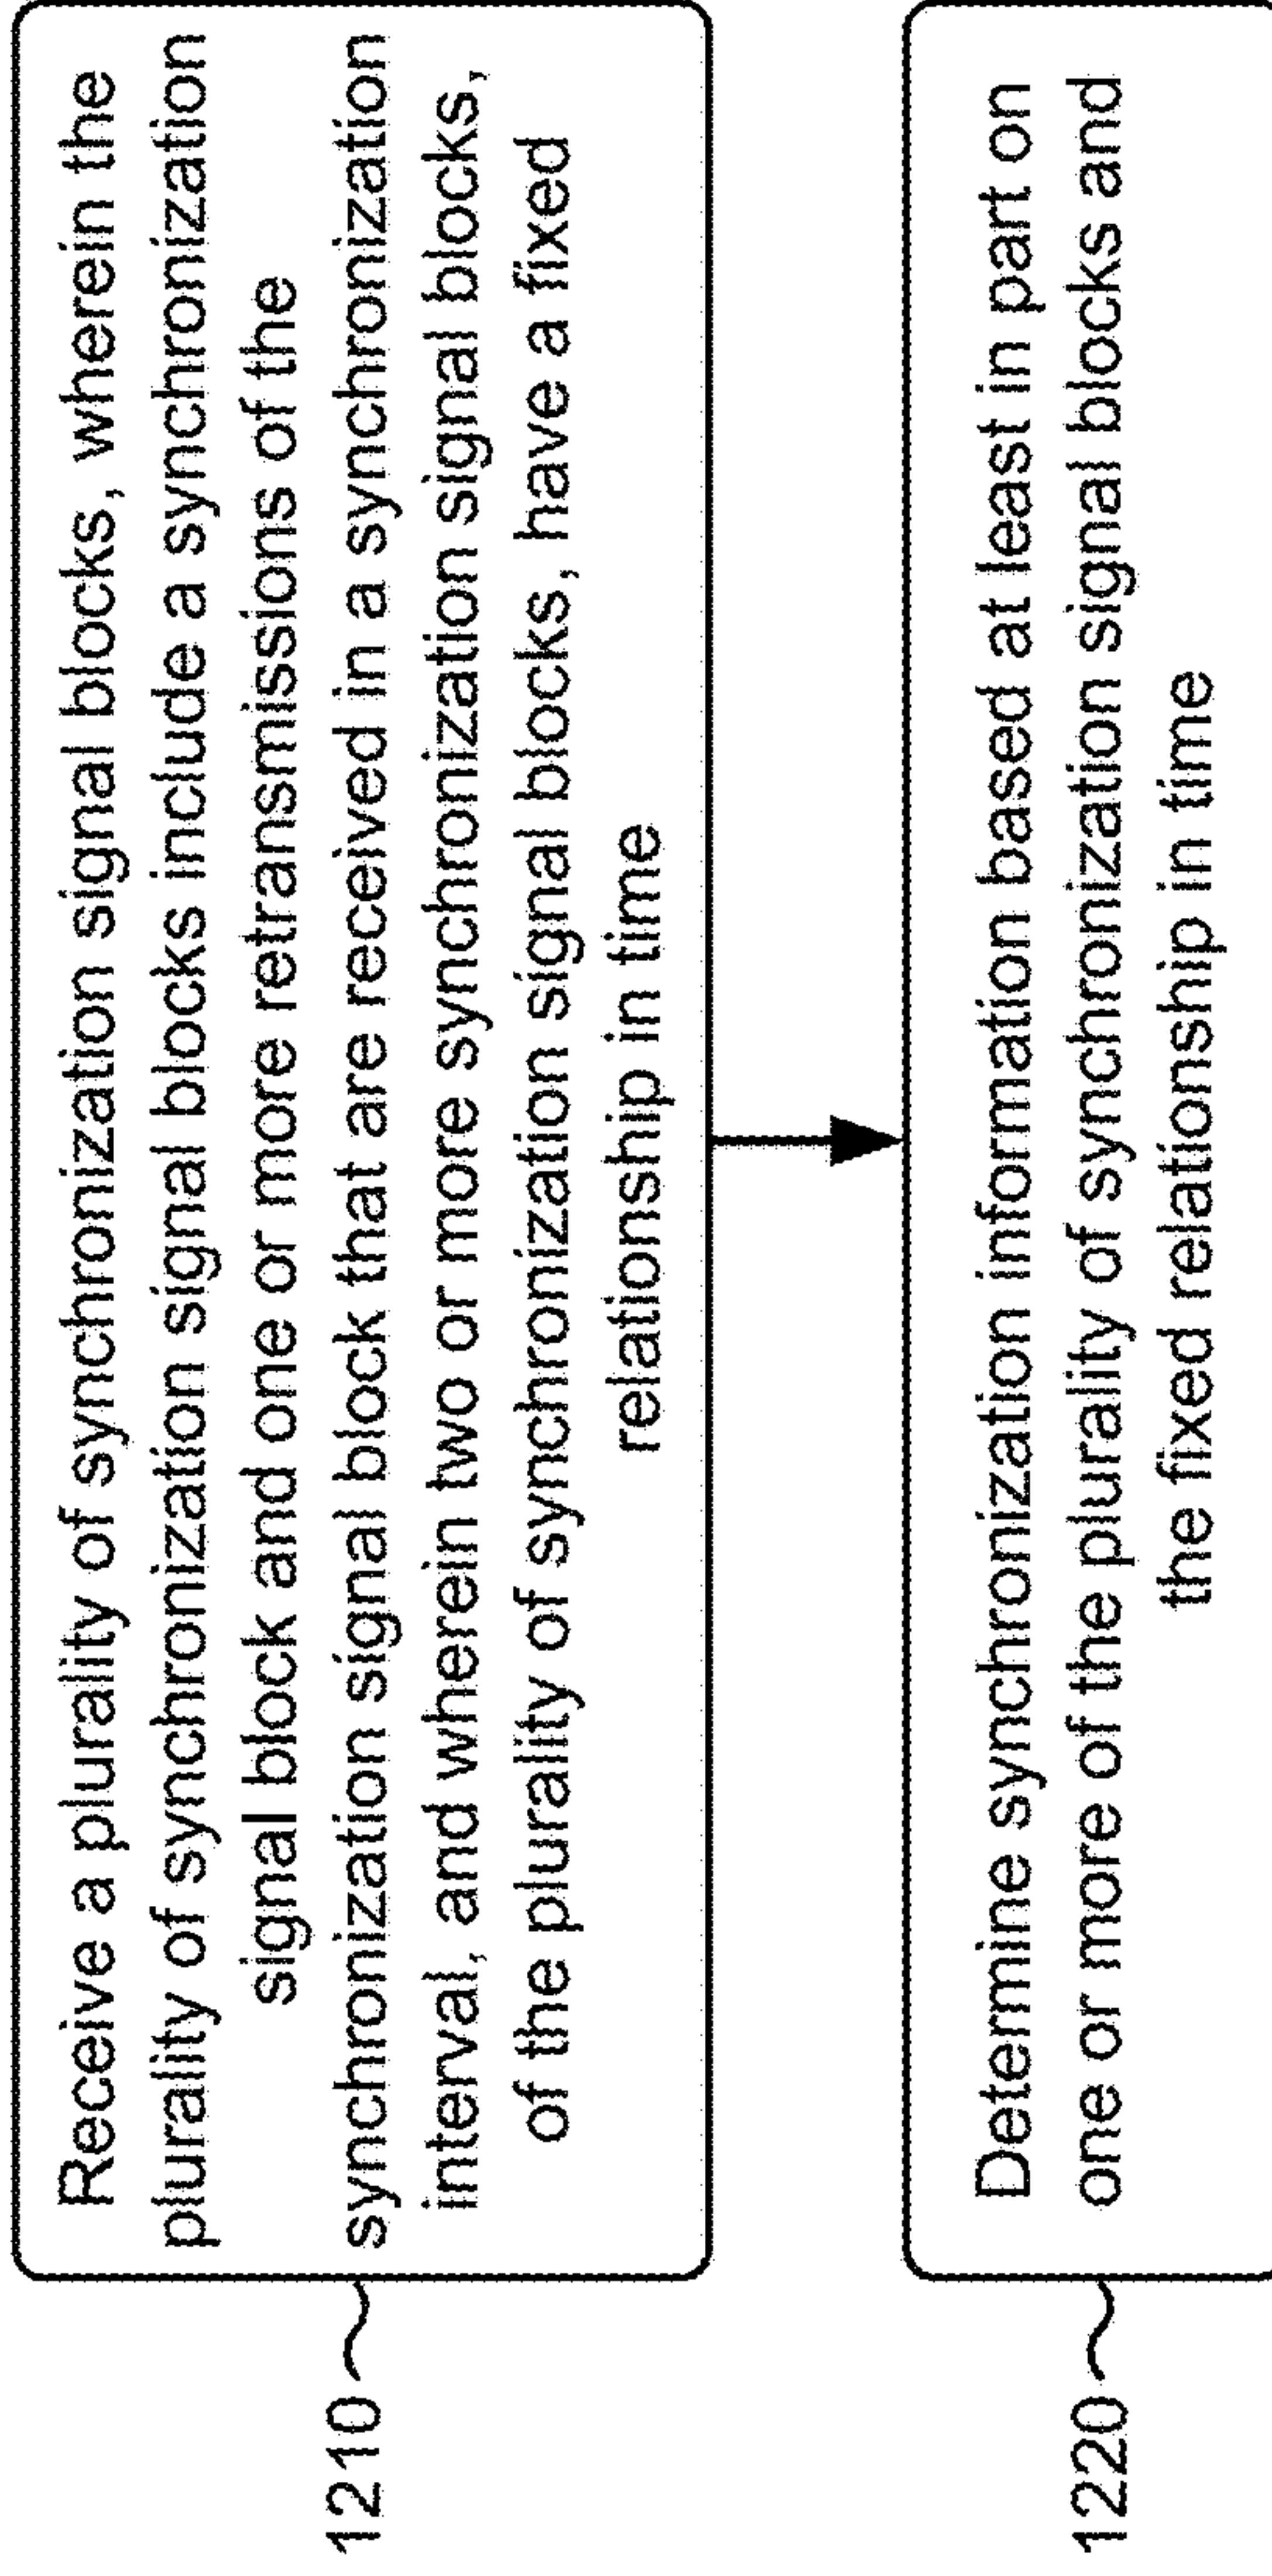 Receive a plurality of synchronization signal blocks, wherein the
plurality of synchronization signal blocks include a synchronization
signal block and one or more retransmissions of the
synchronization signal block that are received in a synchronization
interval, and wherein two or more synchronization signal blocks,
of the plurality of synchronization signal blocks, have a fixed
relationship in time
1210
Determine synchronization information based at least in part on
one or more of the plurality of synchronization signal blocks and
the fixed relationship in time
1220